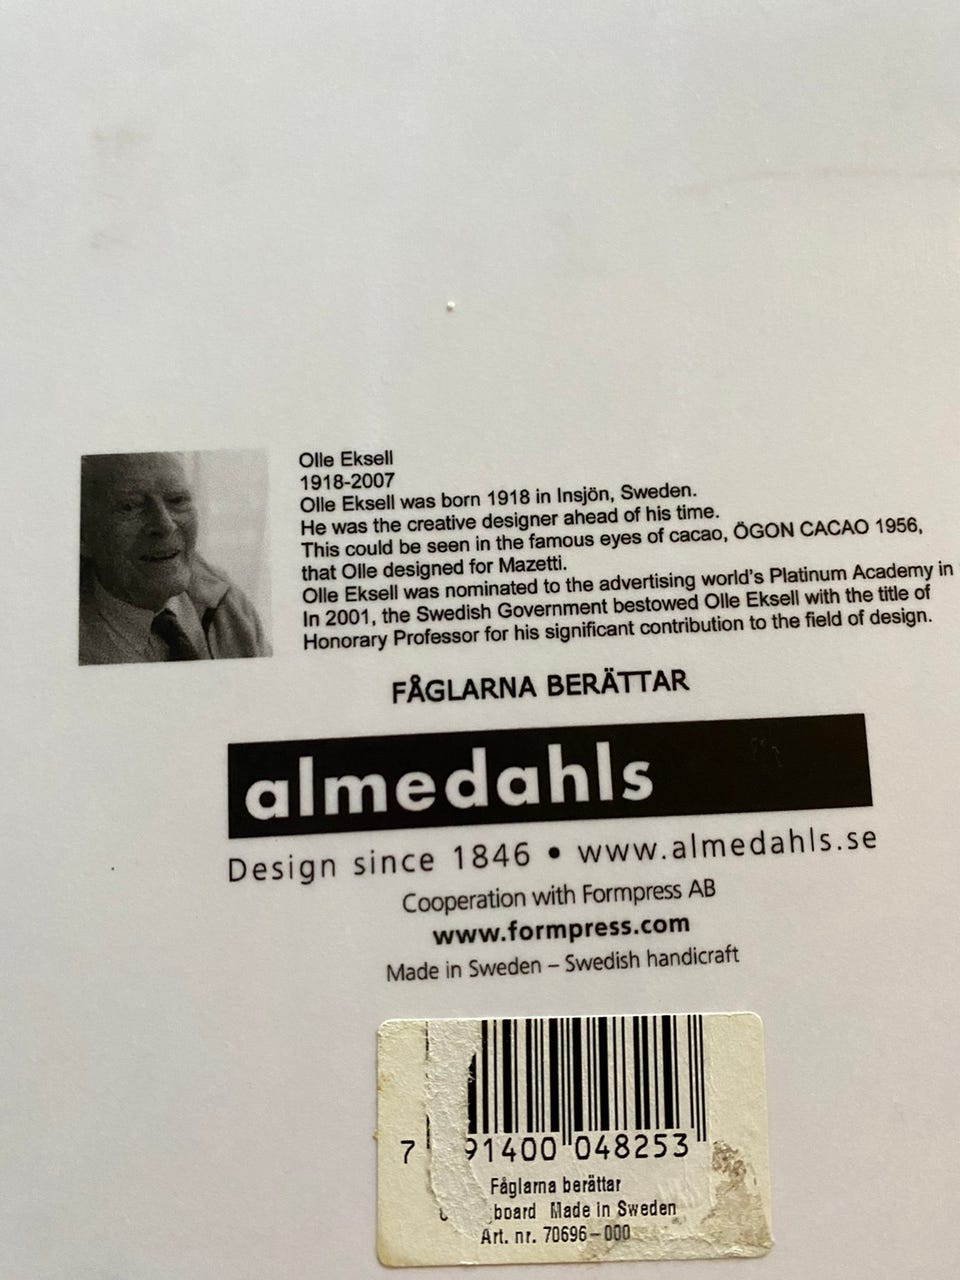 Olle Eksell
1918-2007
Olle Eksell was born 1918 in Insjön, Sweden.
He was the creative designer ahead of his time.
This could be seen in the famous eyes of cacao, ÖGON CACAO 1956,
that Olle designed for Mazetti.
Olle Eksell was nominated to the advertising world's Platinum Academy in
In 2001, the Swedish Government bestowed Olle Eksell with the title of
Honorary Professor for his significant contribution to the field of design.
FÅGLARNA BERÄTTAR
almedahls
Design since 1846 • www.almedahls.se
Cooperation with Formpress AB
www.formpress.com
Made in Sweden – Swedish handicraft
7 91400 048253
Fåglarna berättar
board Made in Sweden
Art. nr. 70696-000